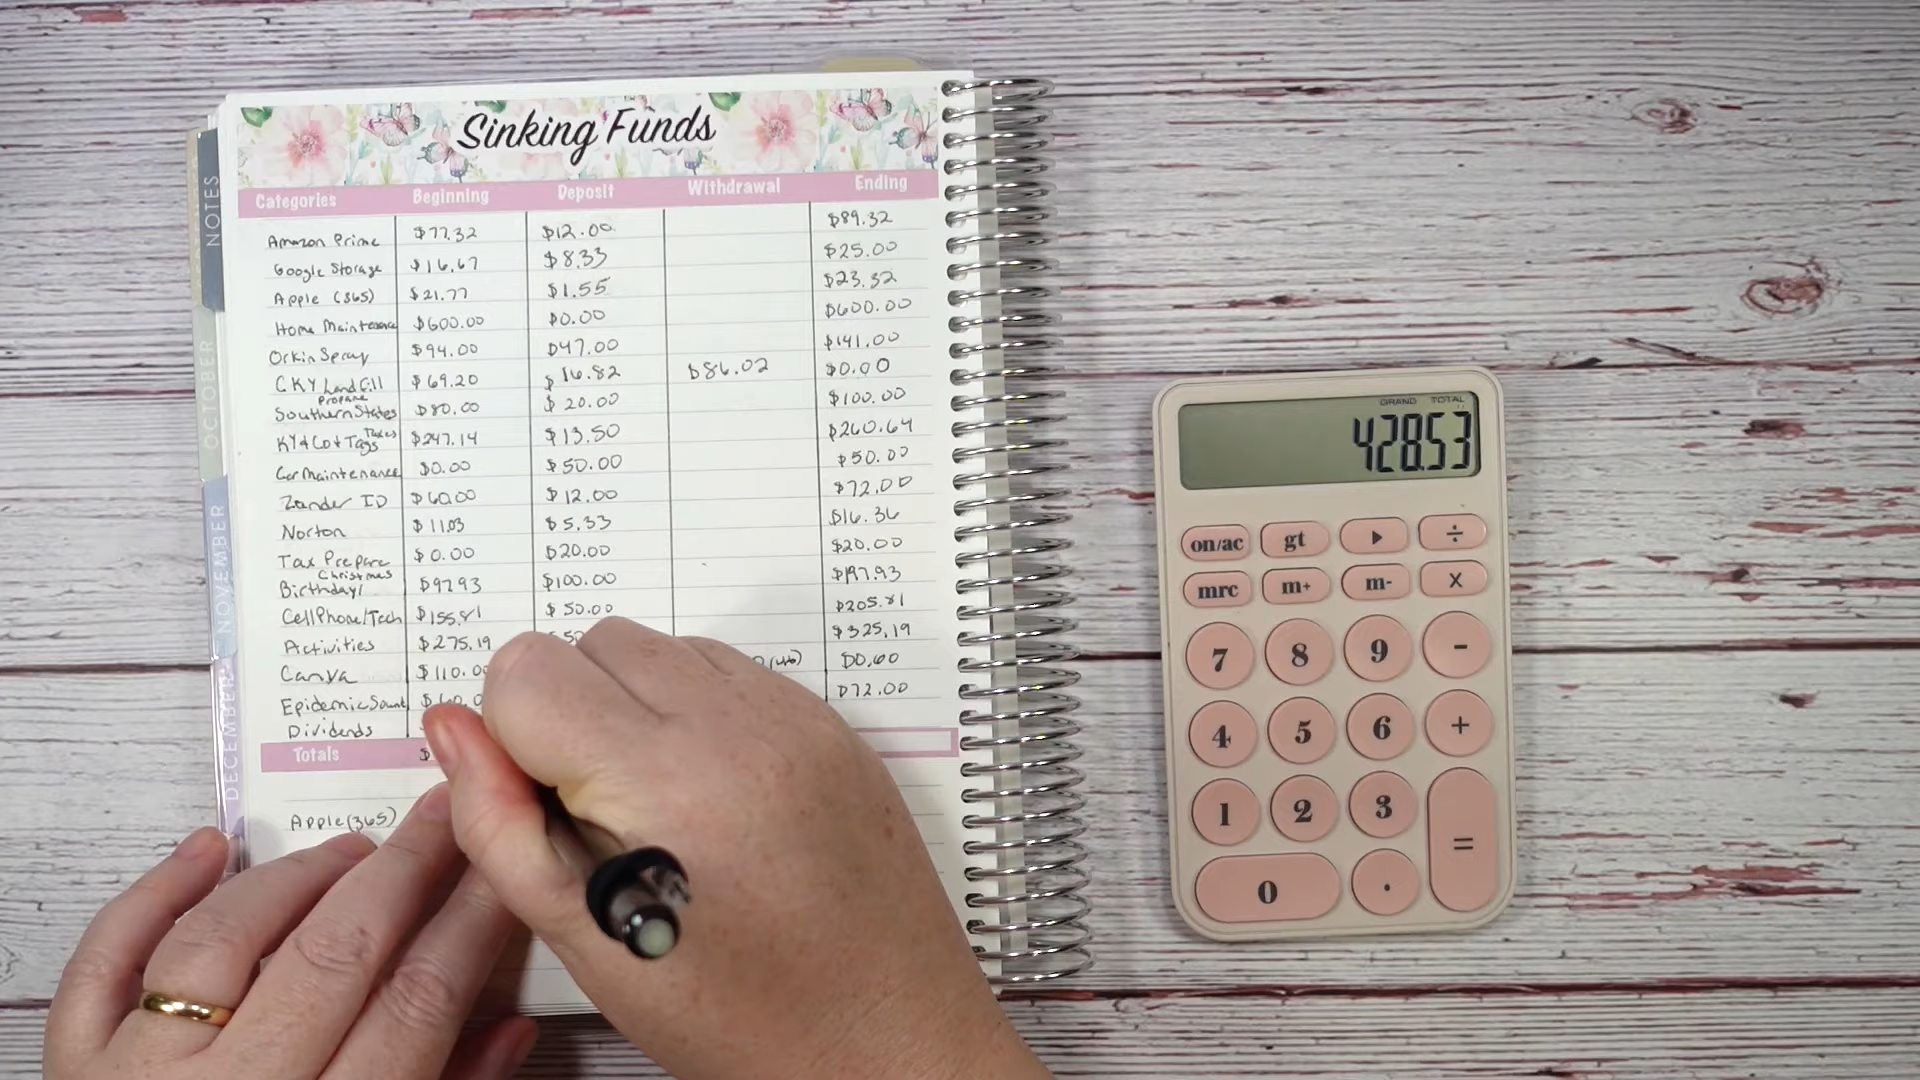 Sinking Funds
Categories Beginning Deposit Withdrawal Ending
Amazon Prime $77.32 $12.00 $89.32
Google Storage $16.67 $8.33 $25.00
Apple (365) $21.77 $1.55 $23.32
Home Maintenance $600.00 $0.00 $600.00
Orkin Spray $94.00 $47.00 $141.00
CKY Landfill $69.20 $16.82 $86.02 $0.00
Propane
Southern States $80.00 $20.00 $100.00
KY & Co + Tags Taxes $247.14 $13.50 $260.64
Car Maintenance $0.00 $50.00 $50.00
Zander ID $60.00 $12.00 $72.00
Norton $11.03 $5.33 $16.36
Tax Prepare $0.00 $20.00 $20.00
Christmas
Birthday/ $97.93 $100.00 $197.93
Cell Phone/Tech $155.81 $50.00 $205.81
Activities $275.19 $325.19
Canva $110.00 $0.00
Epidemic Sound $72.00
Dividends
Totals $
Apple (365)
NOTES
OCTOBER
NOVEMBER
DECEMBER
GRAND TOTAL
428.53
on/ac gt ÷
mrc m+ m- x
7 8 9 -
4 5 6 +
1 2 3
0 . =